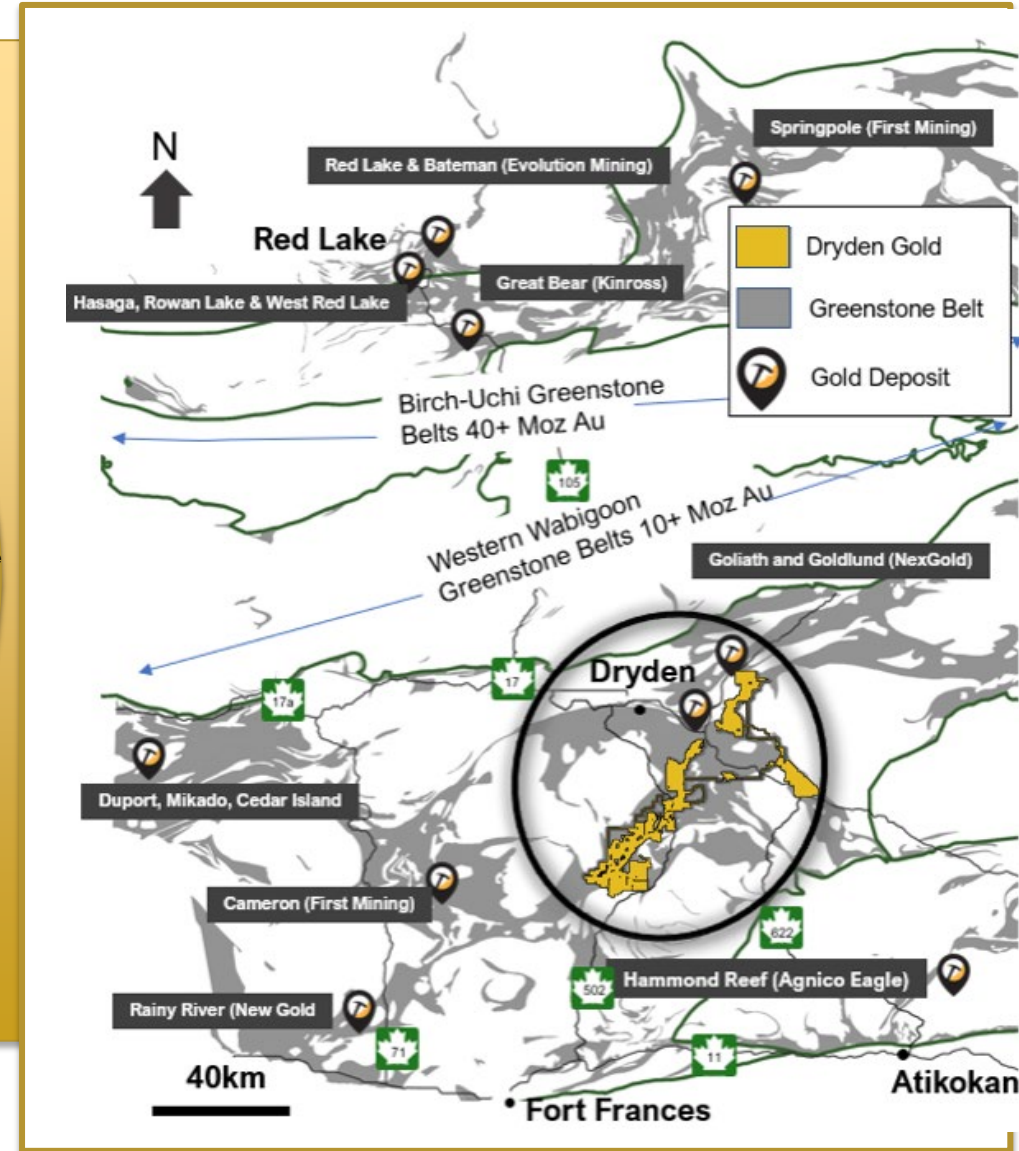 N
Springpole (First Mining)
Red Lake & Bateman (Evolution Mining)
Red Lake
Great Bear (Kinross)
Hasaga, Rowan Lake & West Red Lake
Dryden Gold
Greenstone Belt
Gold Deposit
Birch-Uchi Greenstone
Belts 40+ Moz Au
105
Western Wabigoon
Greenstone Belts 10+ Moz Au
Goliath and Goldlund (NexGold)
Dryden
17
17a
Duport, Mikado, Cedar Island
Cameron (First Mining)
622
Hammond Reef (Agnico Eagle)
502
Rainy River (New Gold
71
11
40km
Atikokan
Fort Frances